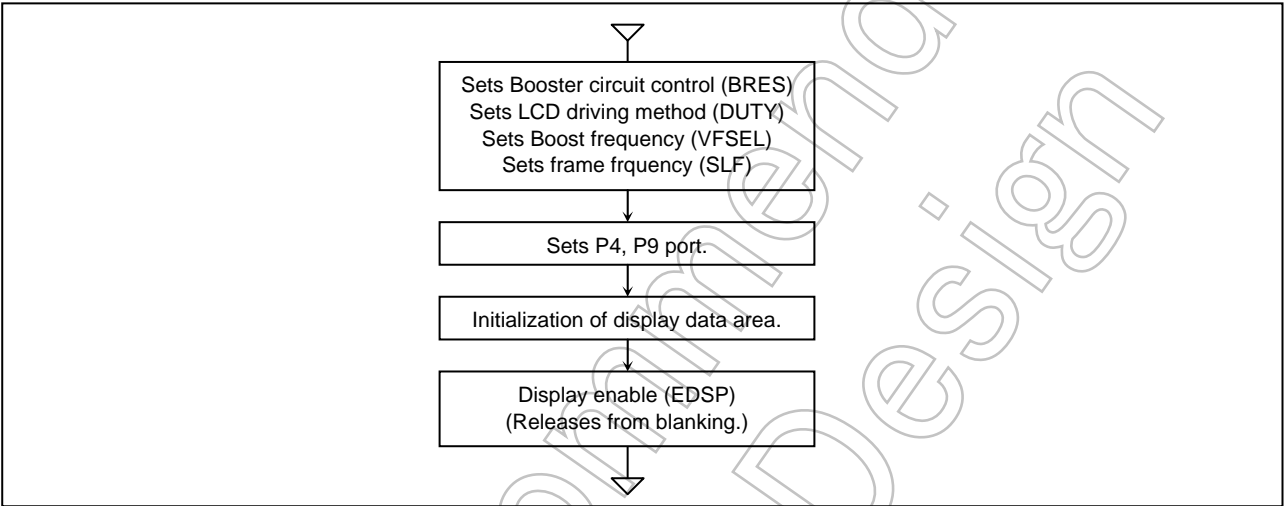 Sets Booster circuit control (BRES)
Sets LCD driving method (DUTY)
Sets Boost frequency (VFSEL)
Sets frame frquency (SLF)
Sets P4, P9 port.
Initialization of display data area.
Display enable (EDSP)
(Releases from blanking.)
Design